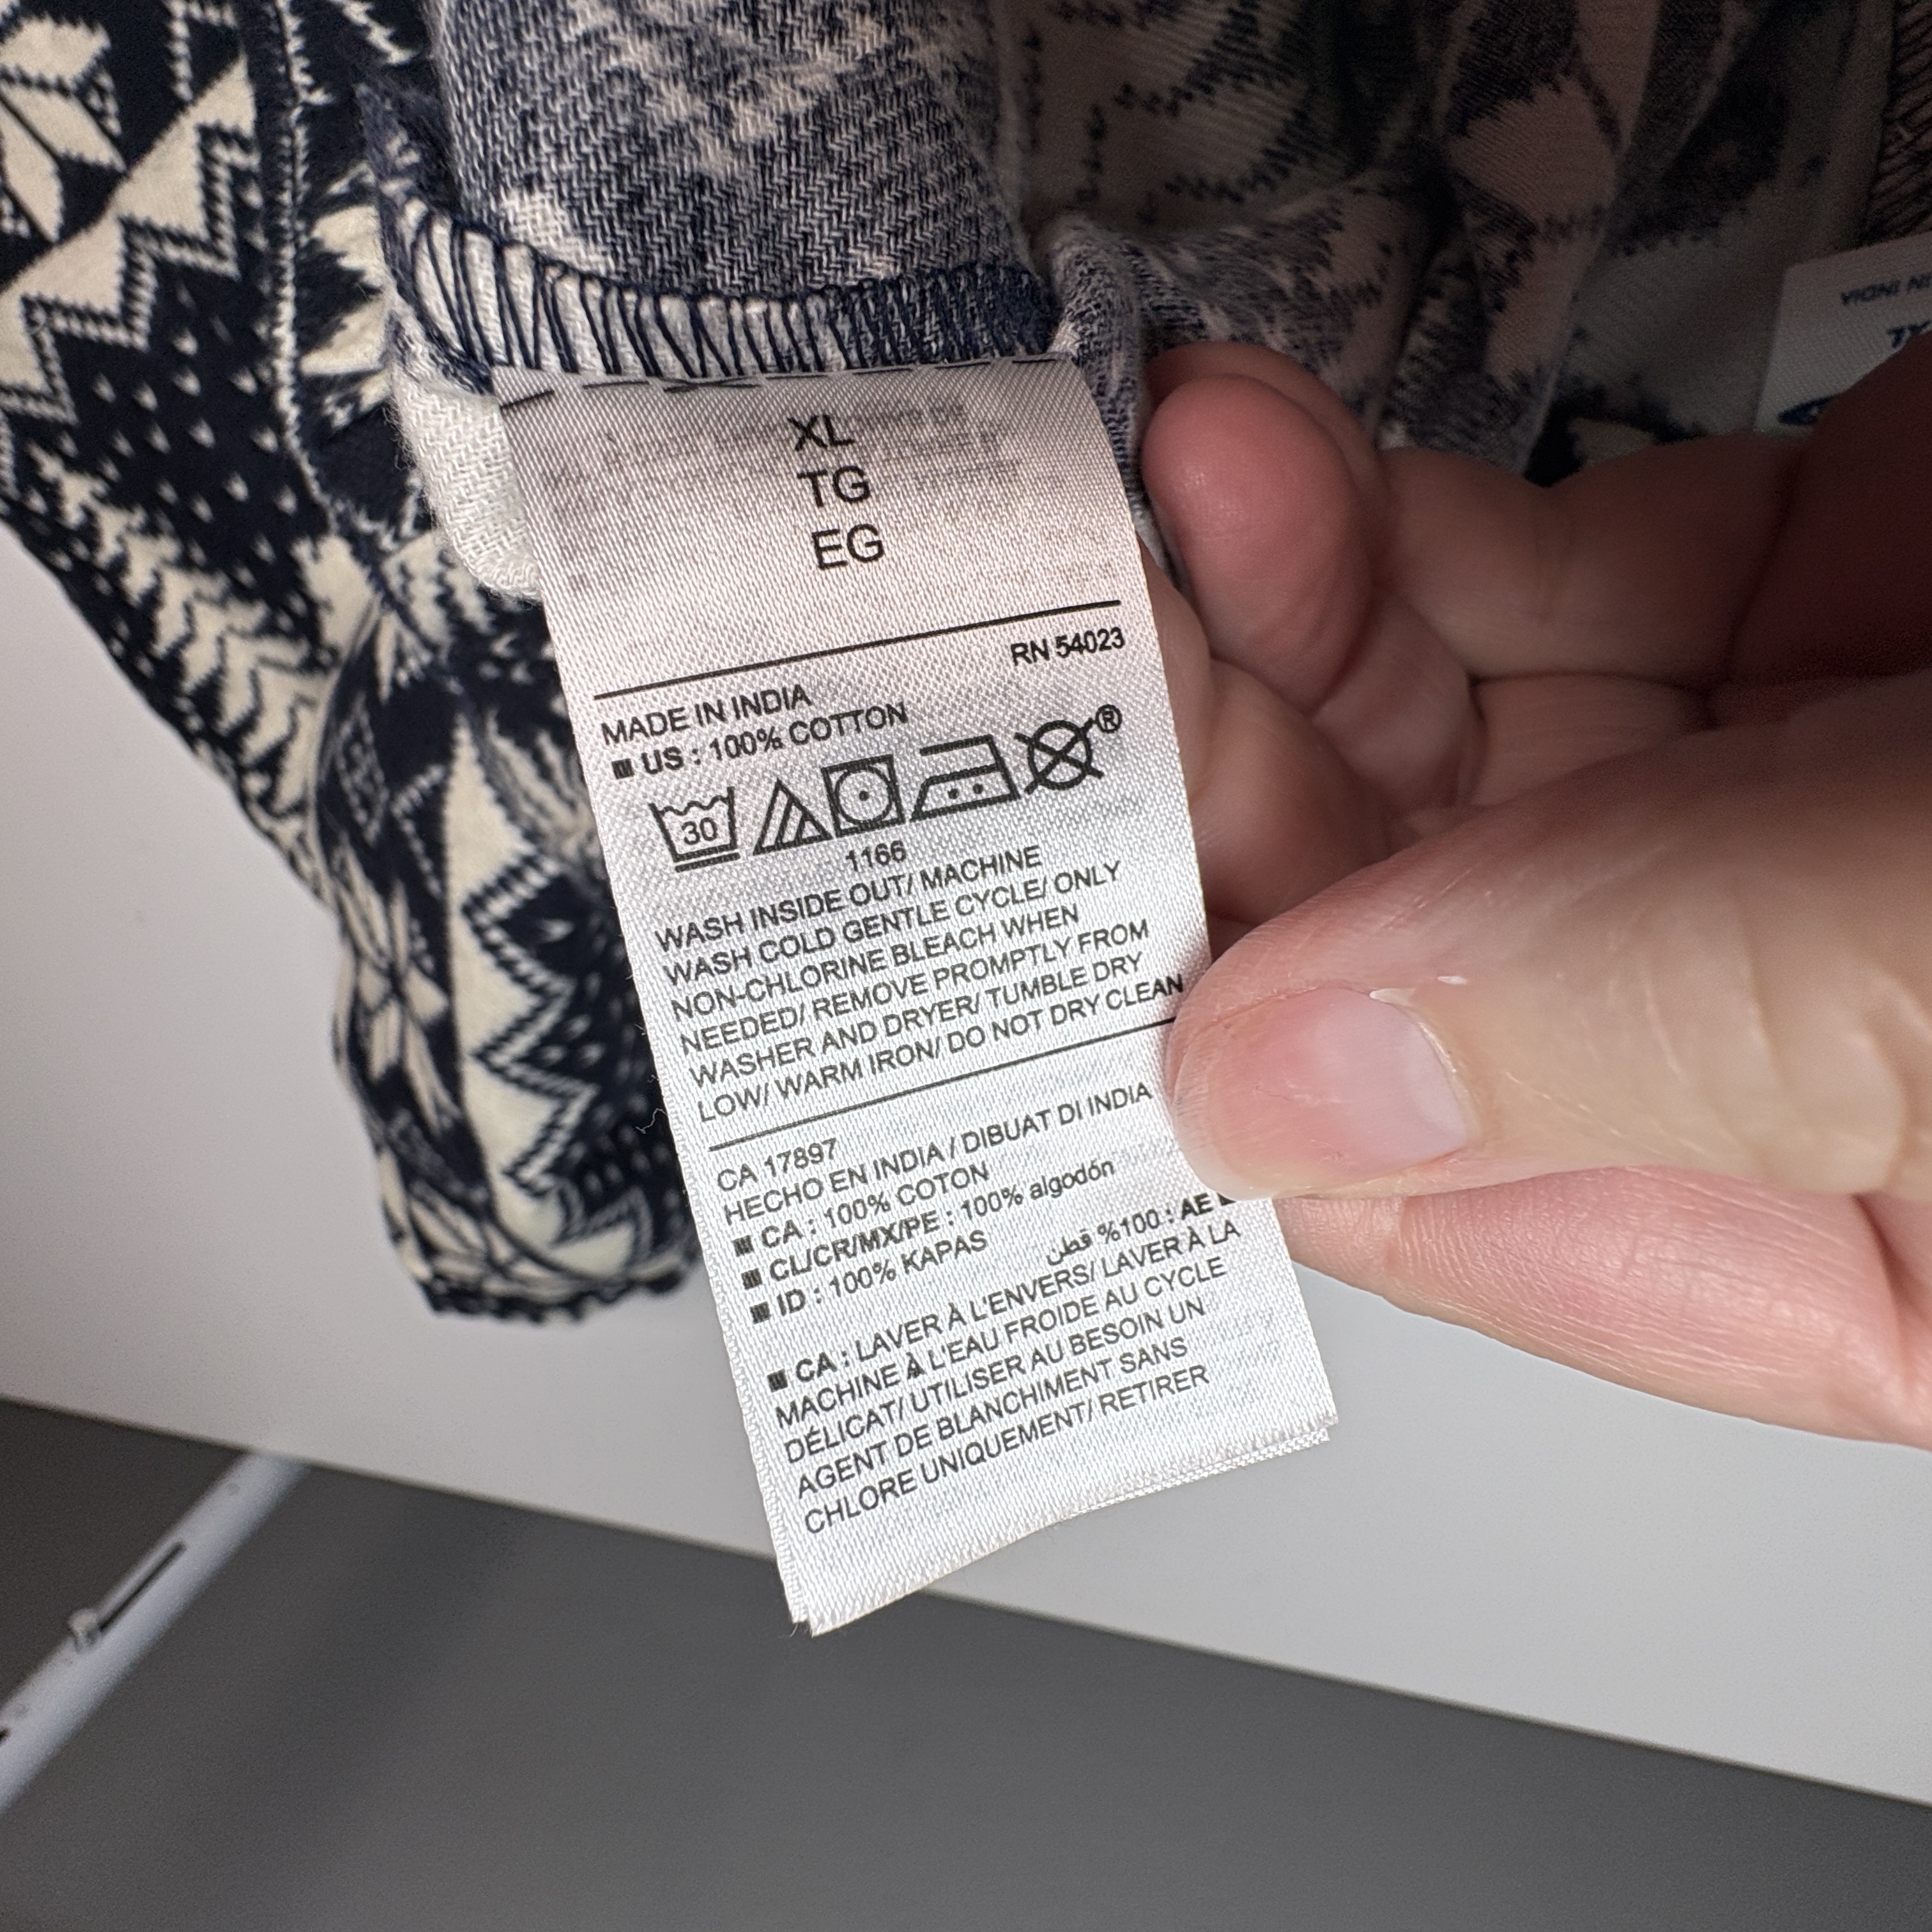 XL
TG
EG
RN 54023
MADE IN INDIA
US : 100% COTTON
®
30
1166
WASH INSIDE OUT/ MACHINE
WASH COLD GENTLE CYCLE/ ONLY
NON-CHLORINE BLEACH WHEN
NEEDED/ REMOVE PROMPTLY FROM
WASHER AND DRYER/ TUMBLE DRY
LOW/ WARM IRON/ DO NOT DRY CLEAN
CA 17897
HECHO EN INDIA / DIBUAT DI INDIA
CA : 100% COTON
CL/CR/MX/PE : 100% algodón
AE : 100% قطن
ID : 100% KAPAS
CA : LAVER À L'ENVERS/ LAVER À LA
MACHINE À L'EAU FROIDE AU CYCLE
DÉLICAT/ UTILISER AU BESOIN UN
AGENT DE BLANCHIMENT SANS
CHLORE UNIQUEMENT/ RETIRER
XL
INDIA